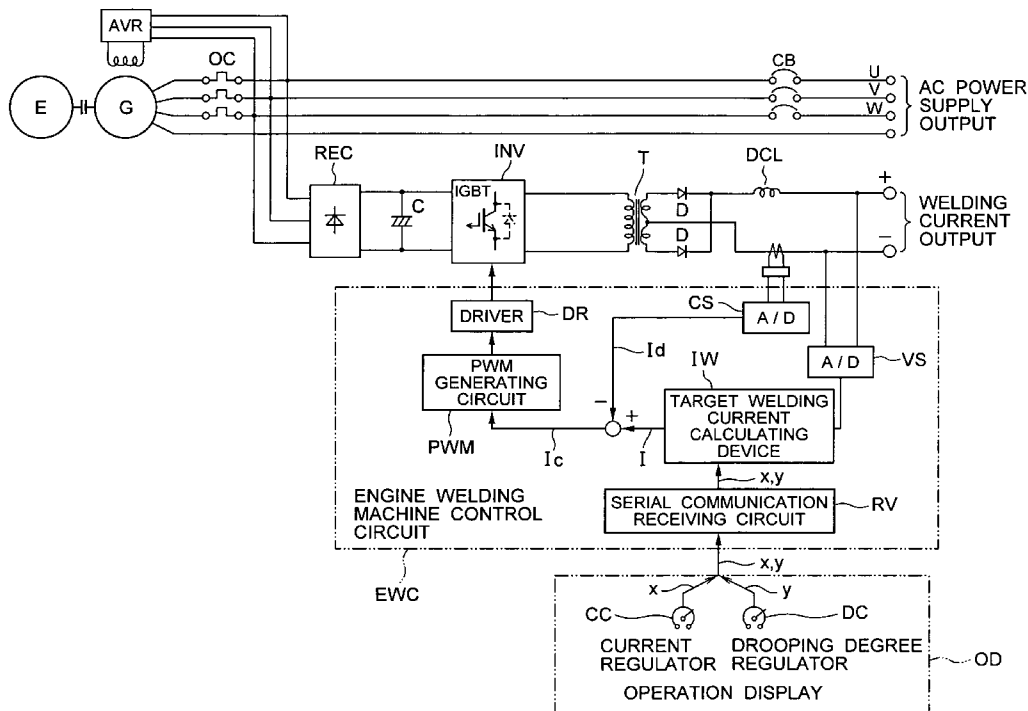 AVR
OC
CB
U
V
W
AC POWER
SUPPLY
OUTPUT
E
G
REC
INV
IGBT
C
T
D
D
DCL
+
−
WELDING
CURRENT
OUTPUT
DRIVER
DR
CS
A / D
A / D
VS
Id
IW
PWM
GENERATING
CIRCUIT
PWM
−
+
Ic
I
TARGET WELDING
CURRENT
CALCULATING
DEVICE
x,y
SERIAL COMMUNICATION
RECEIVING CIRCUIT
RV
ENGINE WELDING
MACHINE CONTROL
CIRCUIT
EWC
x,y
x
y
CC
DC
CURRENT
REGULATOR
DROOPING DEGREE
REGULATOR
OD
OPERATION DISPLAY